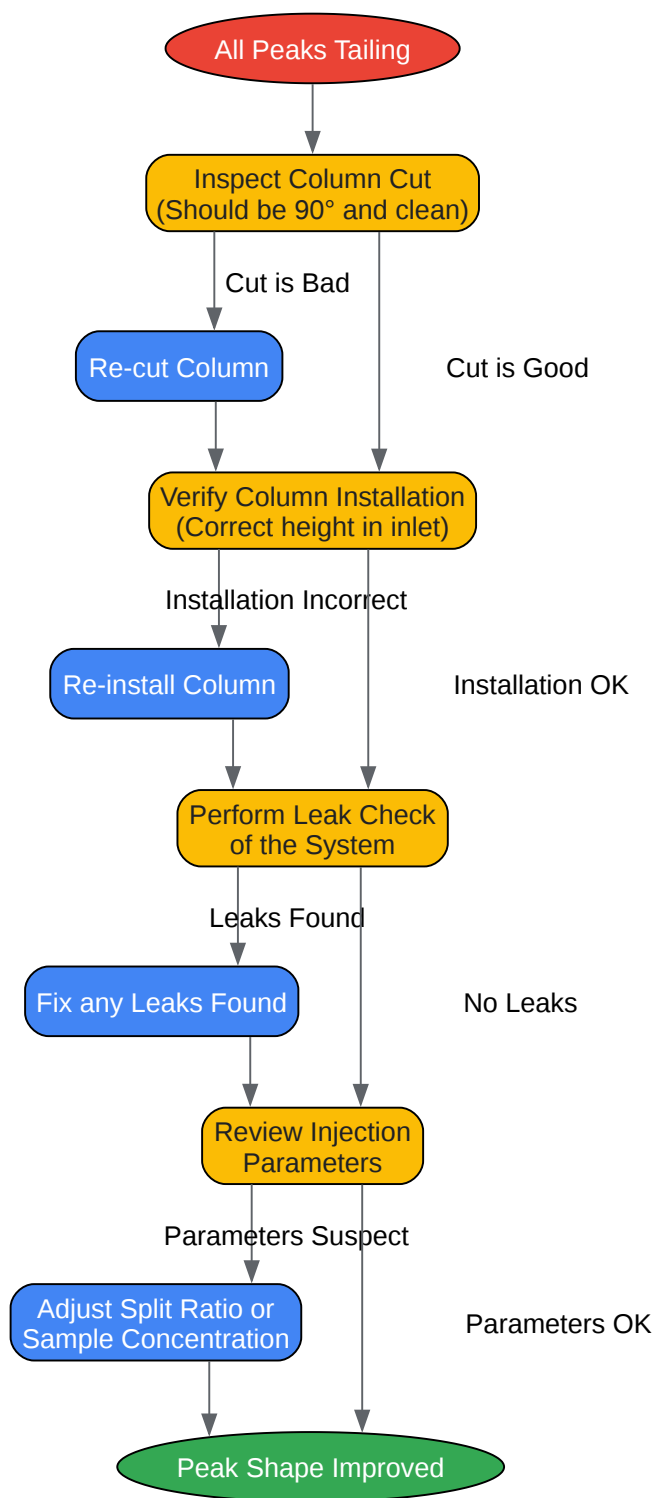 All Peaks Tailing
Inspect Column Cut
(Should be 90° and clean)
Cut is Bad
Re-cut Column
Cut is Good
Verify Column Installation
(Correct height in inlet)
Installation Incorrect
Re-install Column
Installation OK
Perform Leak Check
of the System
Leaks Found
Fix any Leaks Found
No Leaks
Review Injection
Parameters
Parameters Suspect
Adjust Split Ratio or
Sample Concentration
Parameters OK
Peak Shape Improved